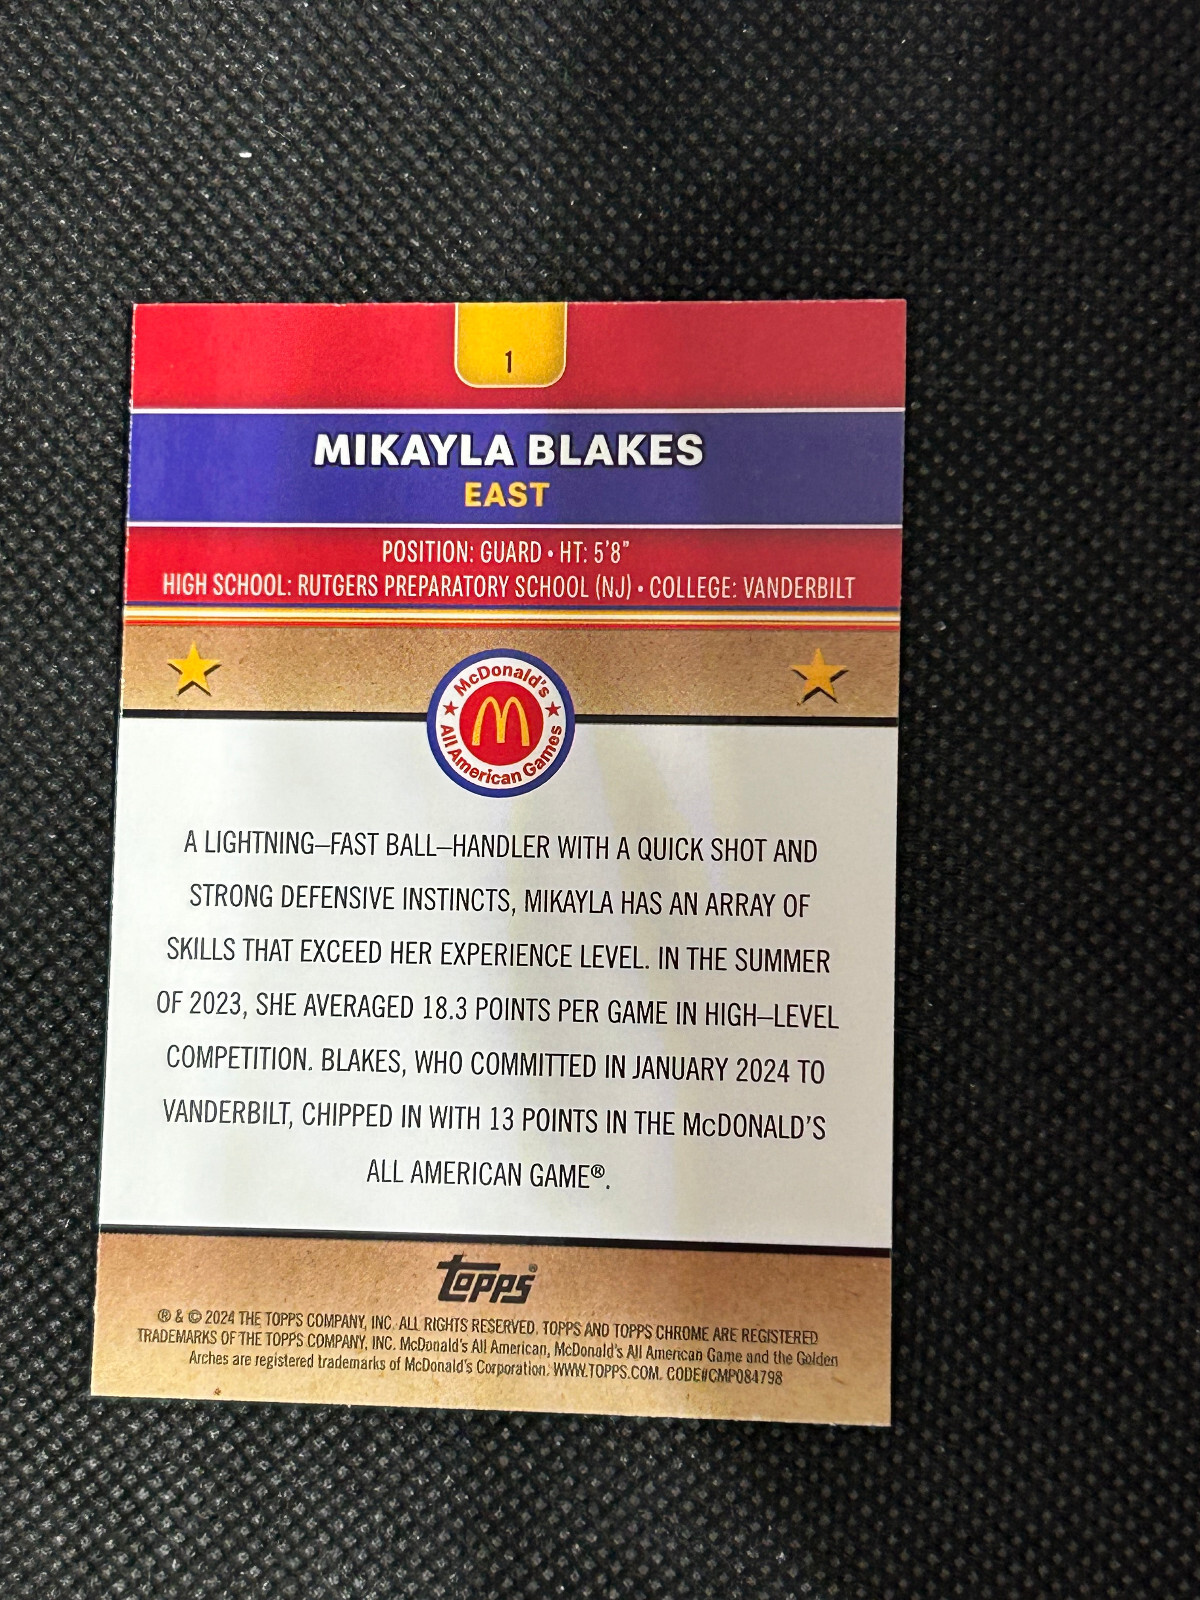 1
MIKAYLA BLAKES
EAST
POSITION: GUARD • HT: 5'8"
HIGH SCHOOL: RUTGERS PREPARATORY SCHOOL (NJ) • COLLEGE: VANDERBILT
McDonald's
M
All American Games
A LIGHTNING–FAST BALL–HANDLER WITH A QUICK SHOT AND
STRONG DEFENSIVE INSTINCTS, MIKAYLA HAS AN ARRAY OF
SKILLS THAT EXCEED HER EXPERIENCE LEVEL. IN THE SUMMER
OF 2023, SHE AVERAGED 18.3 POINTS PER GAME IN HIGH–LEVEL
COMPETITION. BLAKES, WHO COMMITTED IN JANUARY 2024 TO
VANDERBILT, CHIPPED IN WITH 13 POINTS IN THE McDONALD'S
ALL AMERICAN GAME®.
topps®
® & © 2024 THE TOPPS COMPANY, INC. ALL RIGHTS RESERVED. TOPPS AND TOPPS CHROME ARE REGISTERED
TRADEMARKS OF THE TOPPS COMPANY, INC. McDonald's All American, McDonald's All American Game and the Golden
Arches are registered trademarks of McDonald's Corporation. WWW.TOPPS.COM. CODE#CMP084798